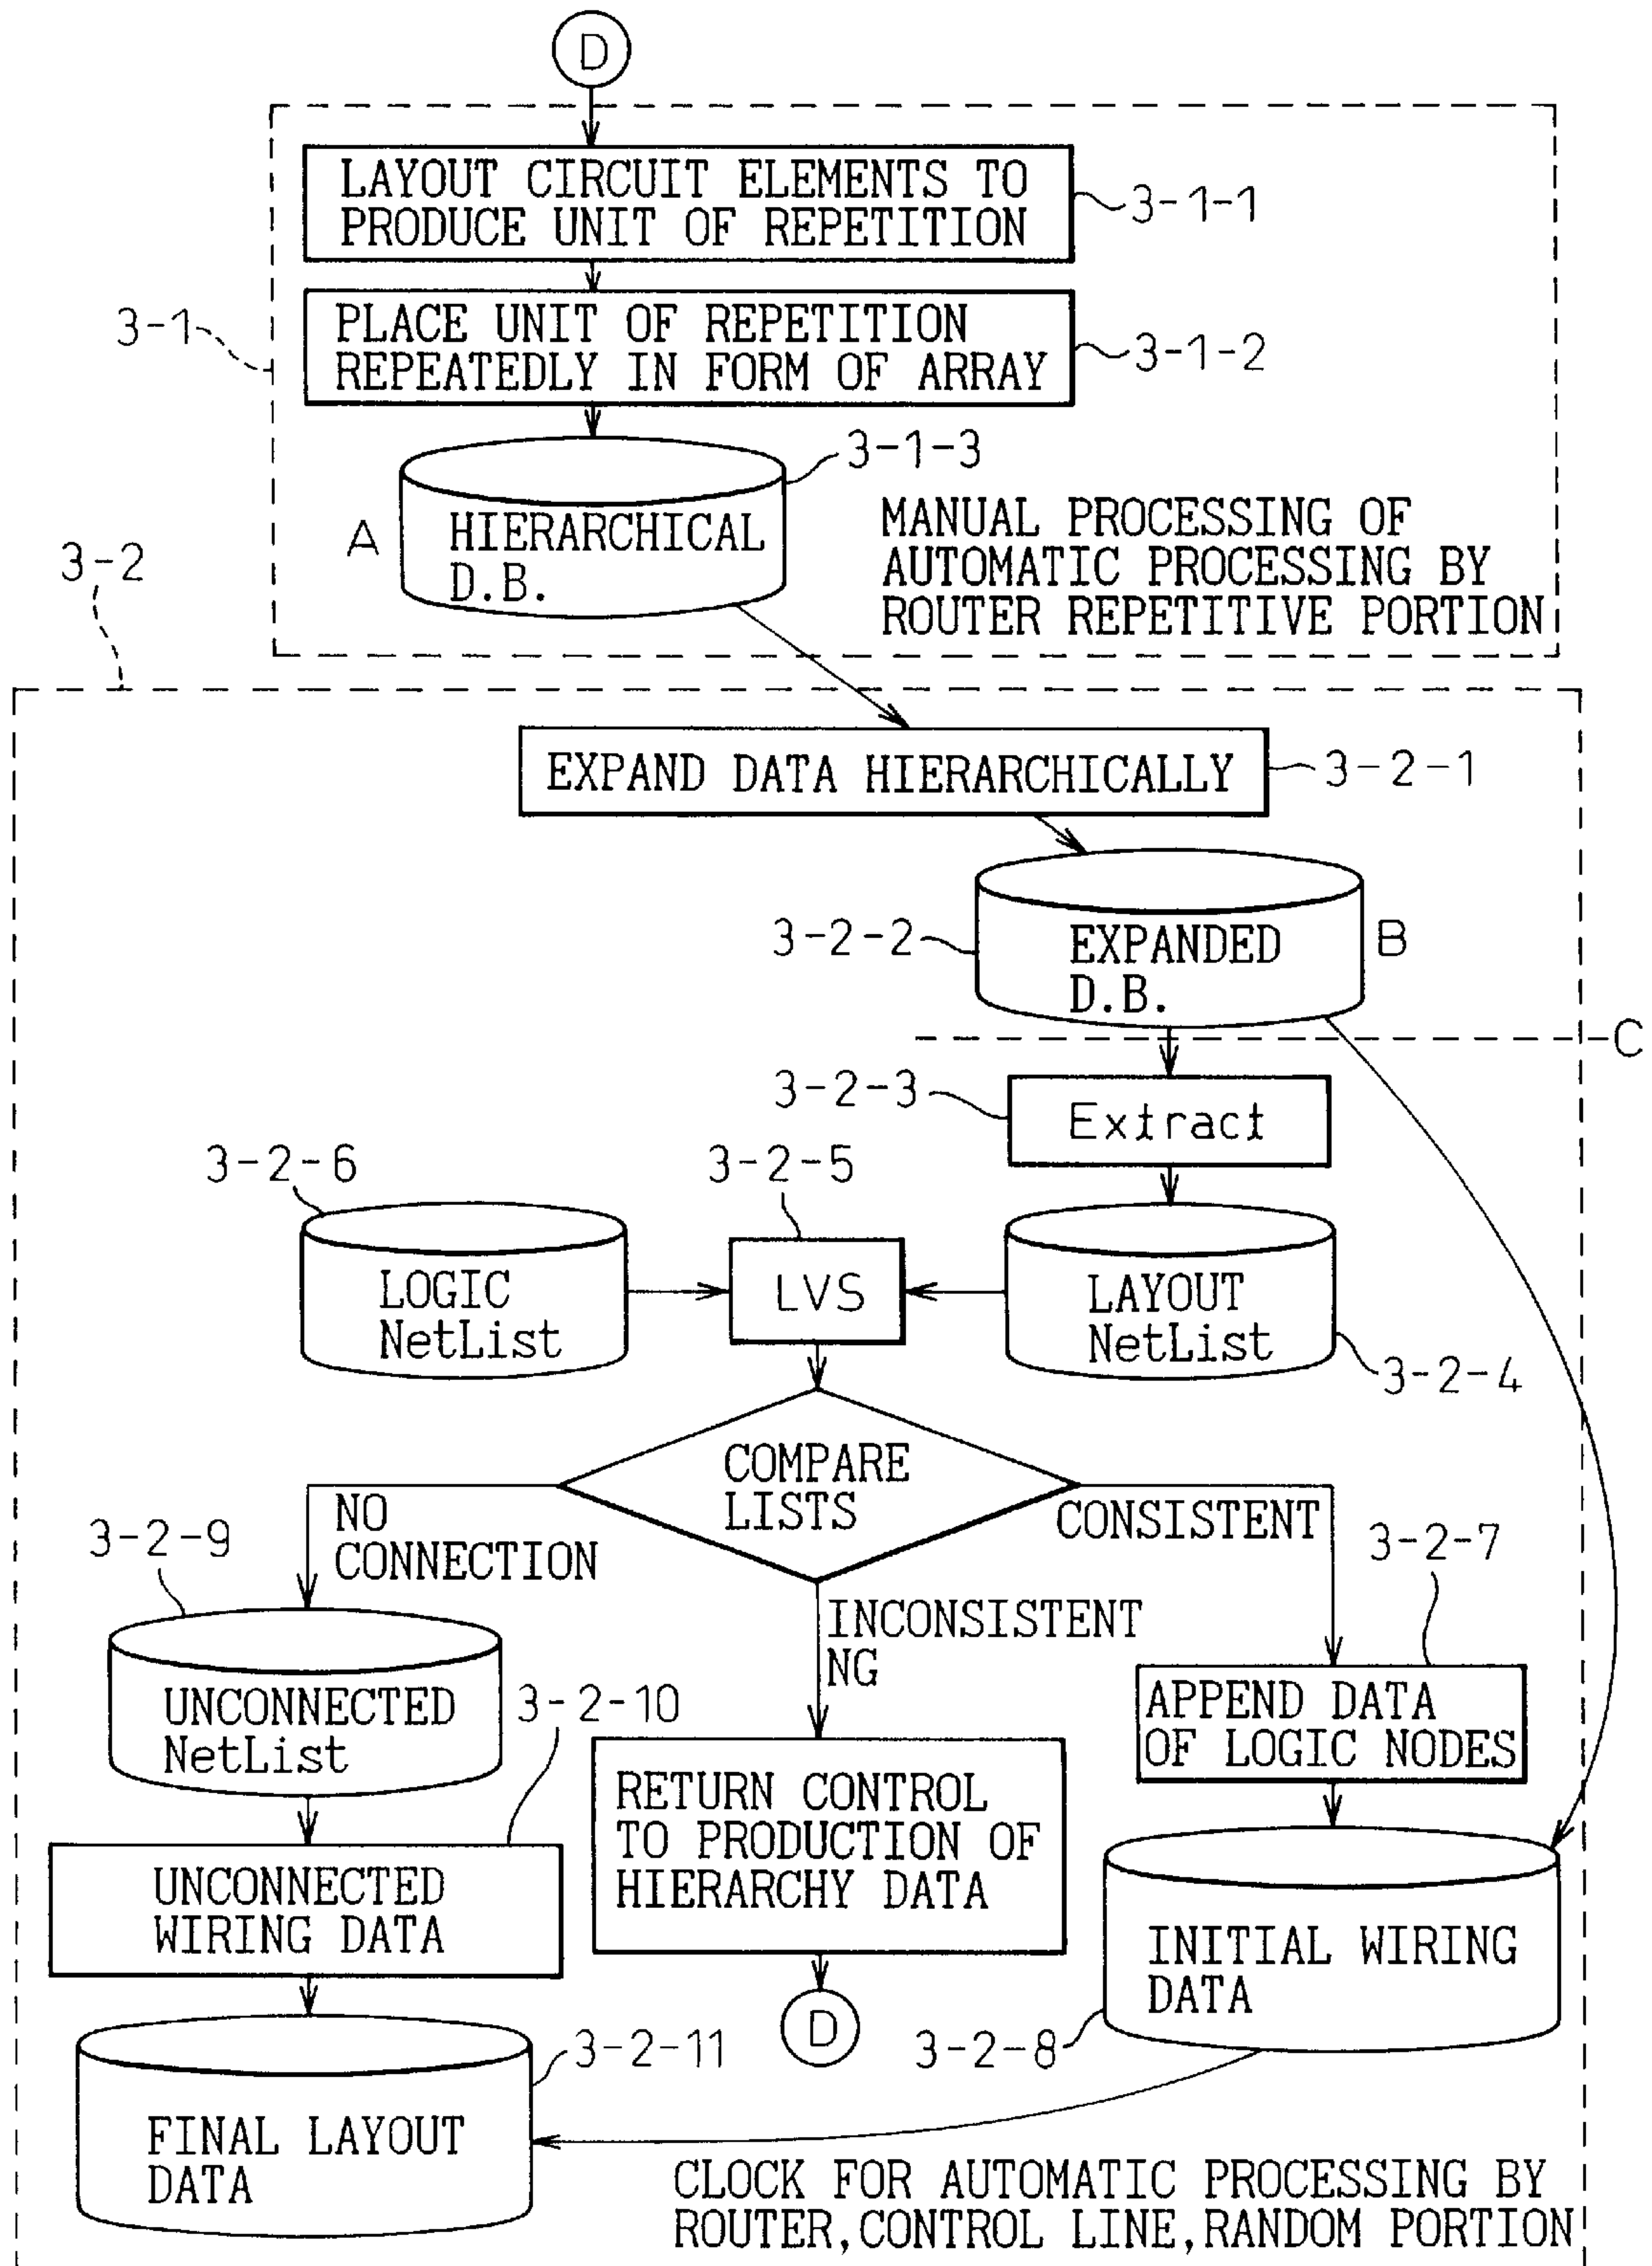 D
LAYOUT CIRCUIT ELEMENTS TO
PRODUCE UNIT OF REPETITION
3-1-1
3-1
PLACE UNIT OF REPETITION
REPEATEDLY IN FORM OF ARRAY
3-1-2
3-1-3
A
HIERARCHICAL
D.B.
MANUAL PROCESSING OF
AUTOMATIC PROCESSING BY
ROUTER REPETITIVE PORTION
3-2
EXPAND DATA HIERARCHICALLY
3-2-1
3-2-2
EXPANDED
D.B.
B
C
3-2-3
Extract
3-2-6
3-2-5
LOGIC
NetList
LVS
LAYOUT
NetList
3-2-4
COMPARE
LISTS
NO
CONNECTION
CONSISTENT
3-2-9
3-2-7
INCONSISTENT
NG
UNCONNECTED
NetList
3-2-10
APPEND DATA
OF LOGIC NODES
RETURN CONTROL
TO PRODUCTION OF
HIERARCHY DATA
UNCONNECTED
WIRING DATA
INITIAL WIRING
DATA
D
3-2-11
3-2-8
FINAL LAYOUT
DATA
CLOCK FOR AUTOMATIC PROCESSING BY
ROUTER,CONTROL LINE,RANDOM PORTION